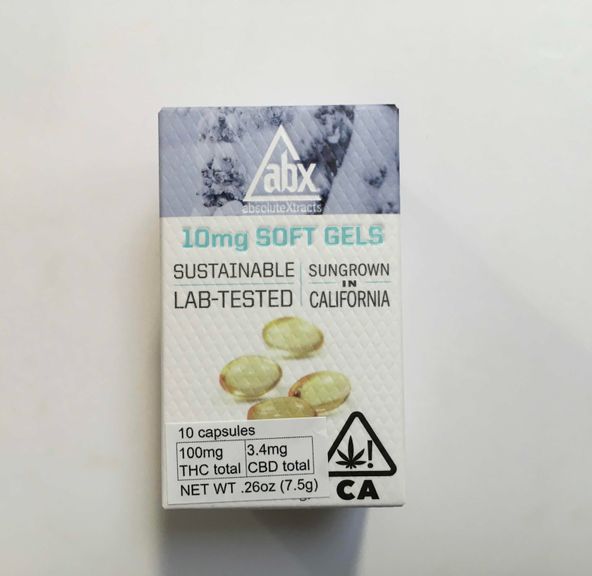 abx
absoluteXtracts
10mg SOFT GELS
SUSTAINABLE
LAB-TESTED
SUNGROWN
IN
CALIFORNIA
10 capsules
100mg
THC total
3.4mg
CBD total
NET WT .26oz (7.5g)
!
CA